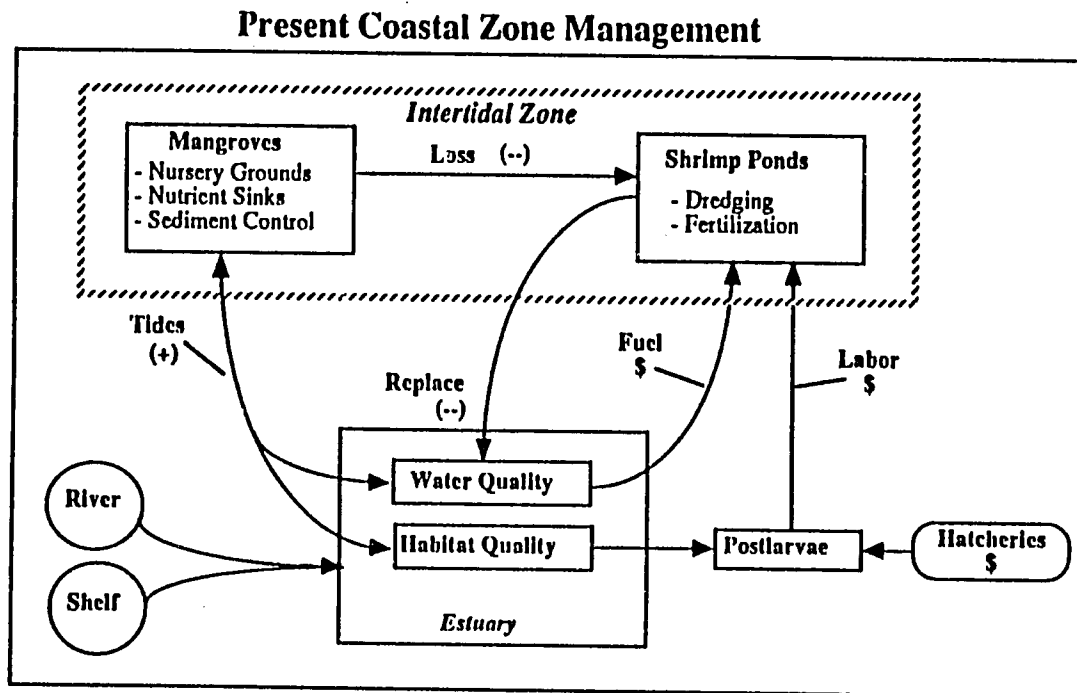 Present Coastal Zone Management
Intertidal Zone
Mangroves
- Nursery Grounds
- Nutrient Sinks
- Sediment Control
Loss (--)
Shrimp Ponds
- Dredging
- Fertilization
Tides
(+)
Replace
(--)
Fuel
$
Labor
$
River
Shelf
Water Quality
Habitat Quality
Estuary
Postlarvae
Hatcheries
$